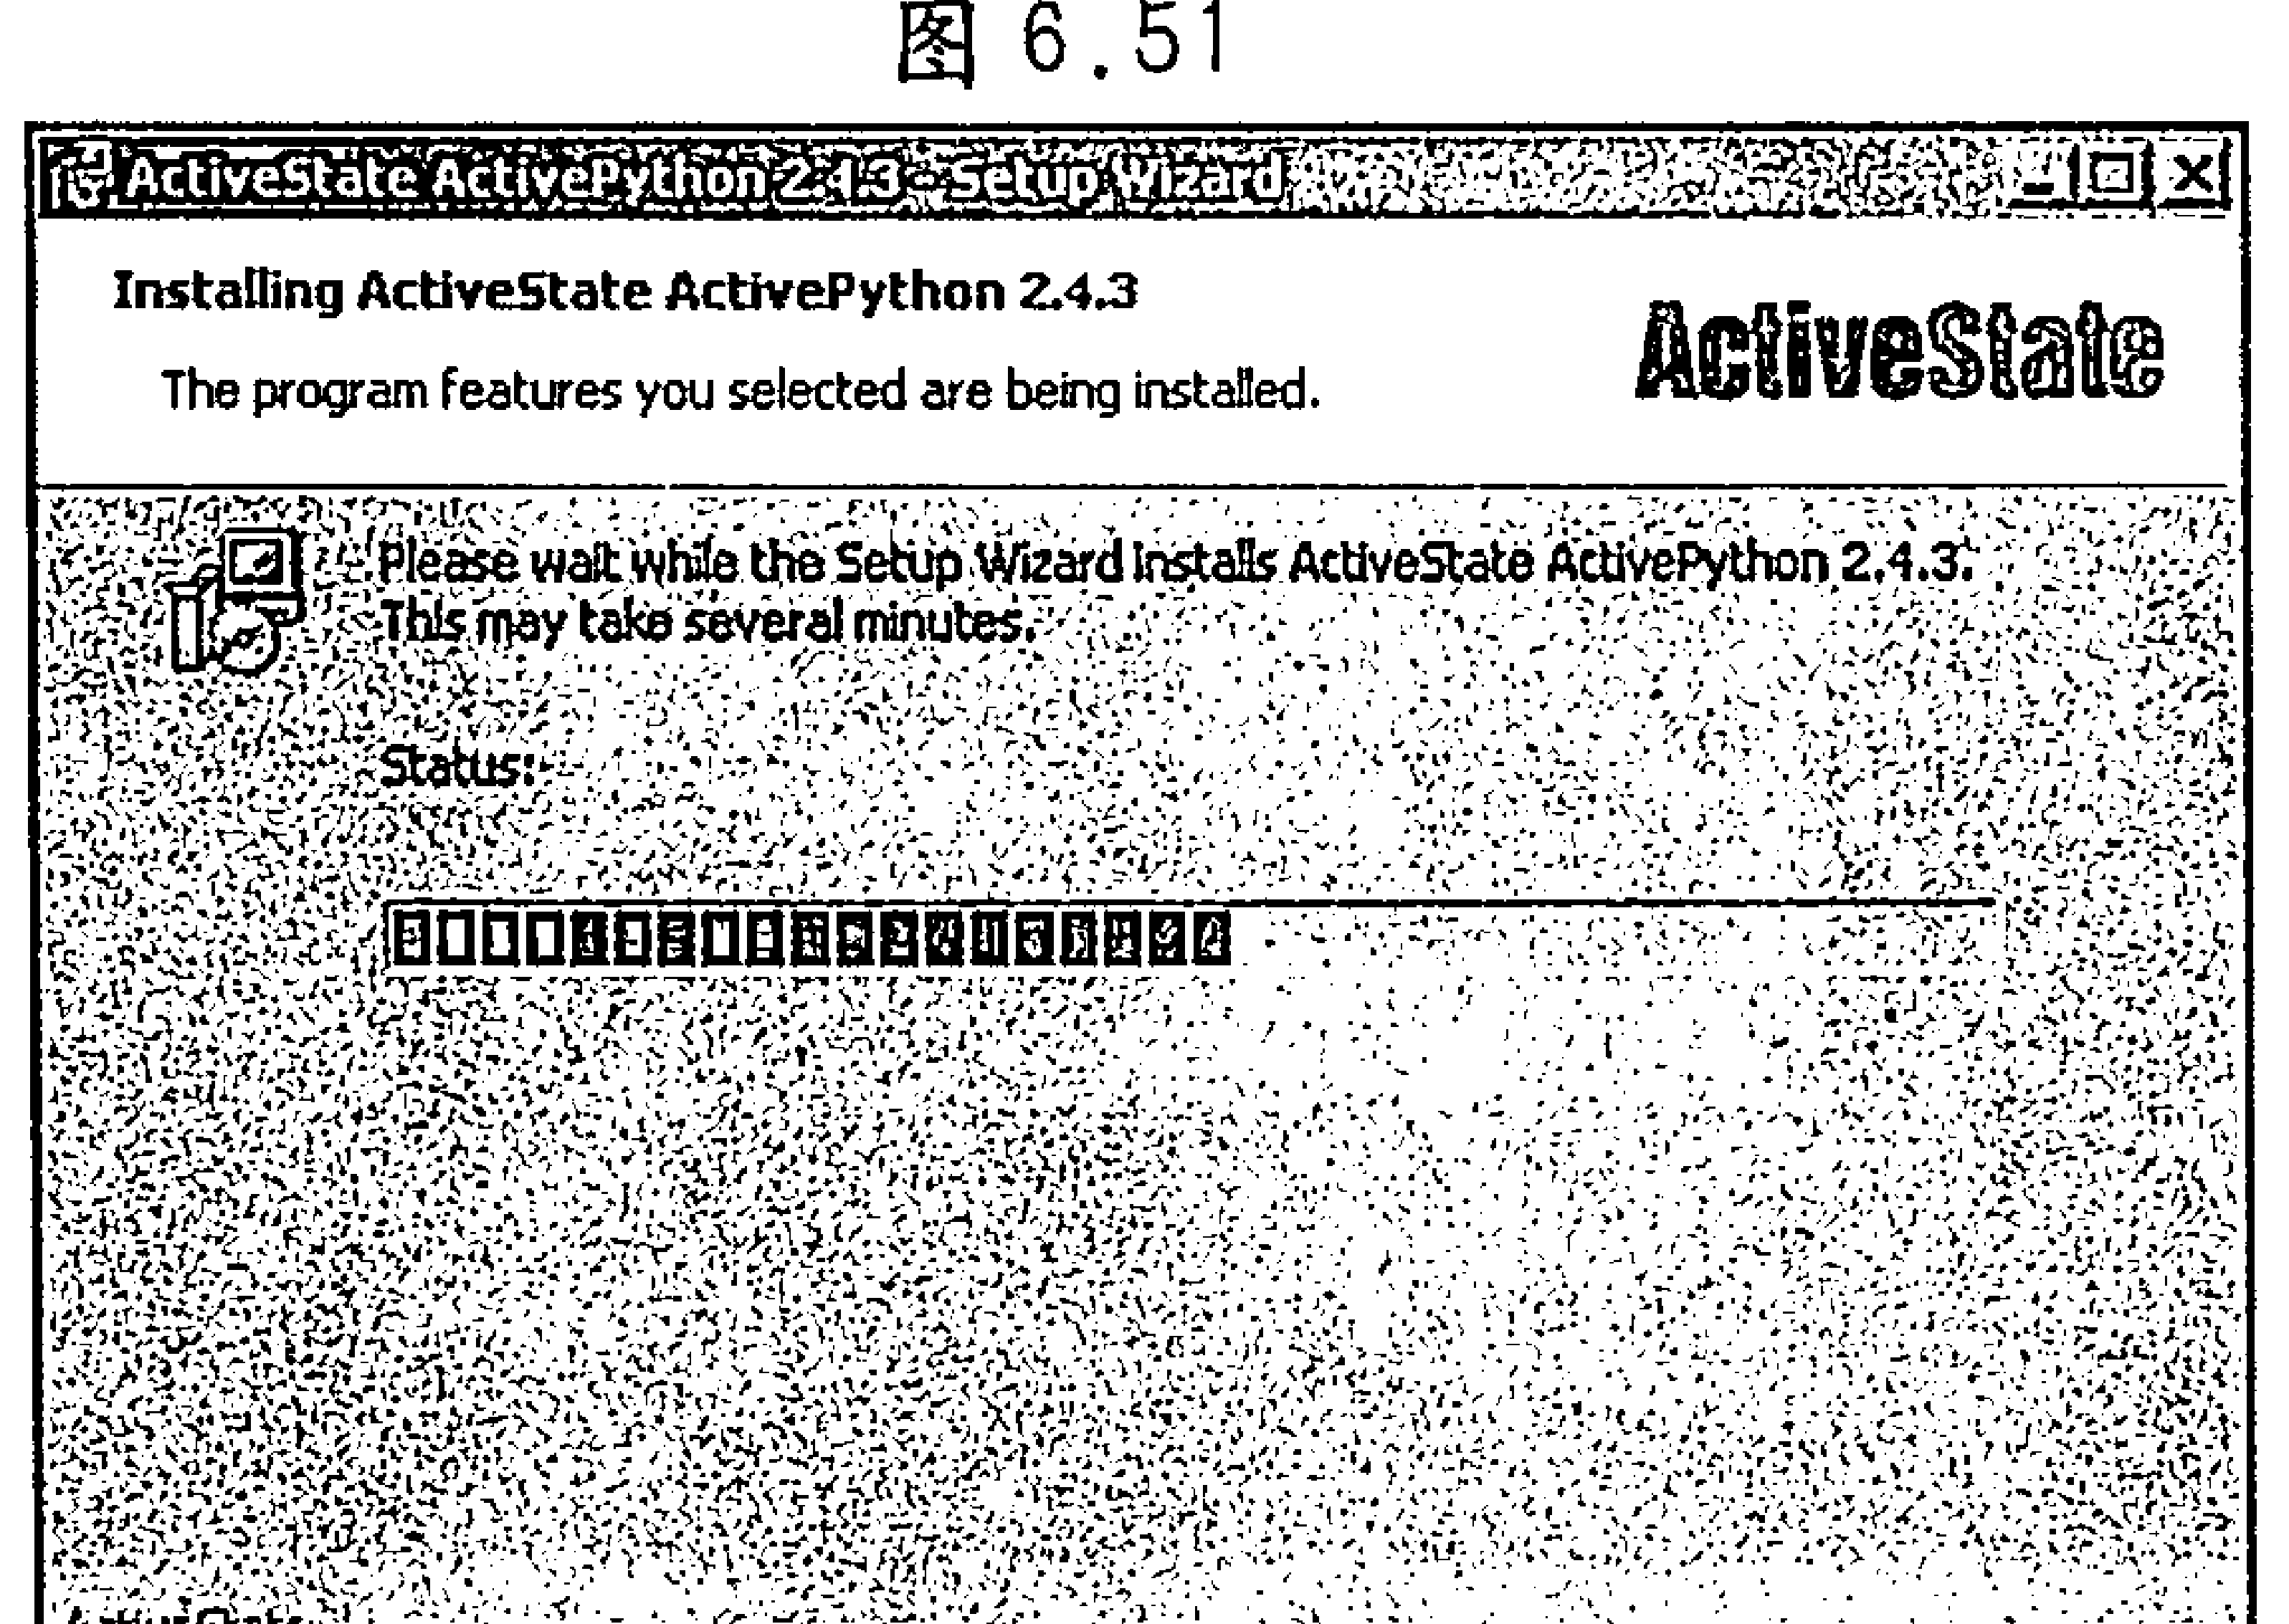 图 6.51
ActiveState ActivePython 2.4.3 - Setup Wizard
Installing ActiveState ActivePython 2.4.3
The program features you selected are being installed.
ActiveState
Please wait while the Setup Wizard installs ActiveState ActivePython 2.4.3.
This may take several minutes.
Status: